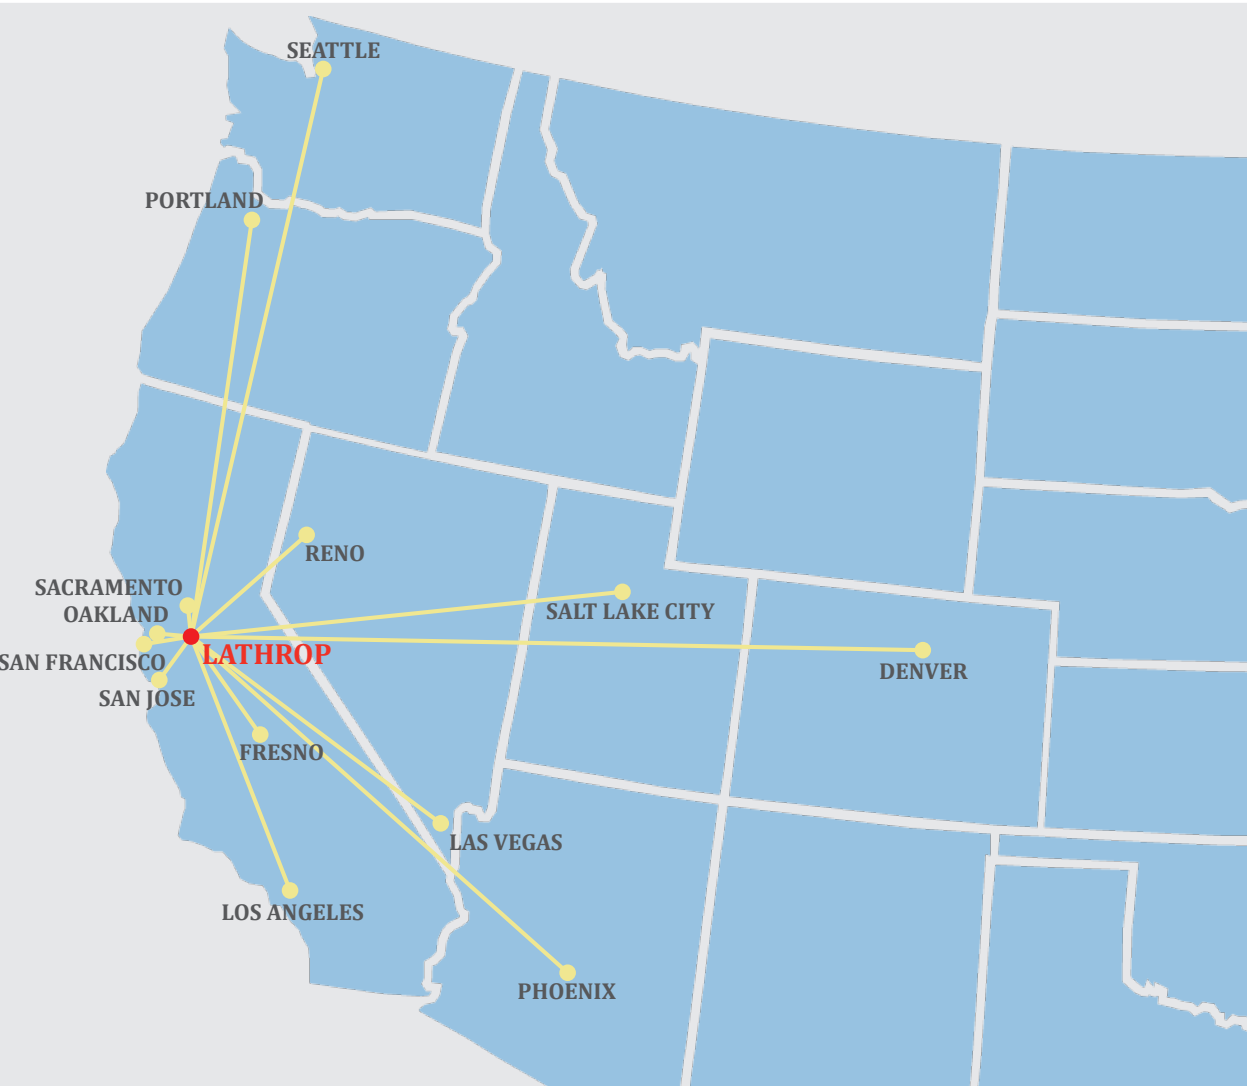 SEATTLE
PORTLAND
RENO
SACRAMENTO
OAKLAND
SALT LAKE CITY
LATHROP
SAN FRANCISCO
DENVER
SAN JOSE
FRESNO
LAS VEGAS
LOS ANGELES
PHOENIX